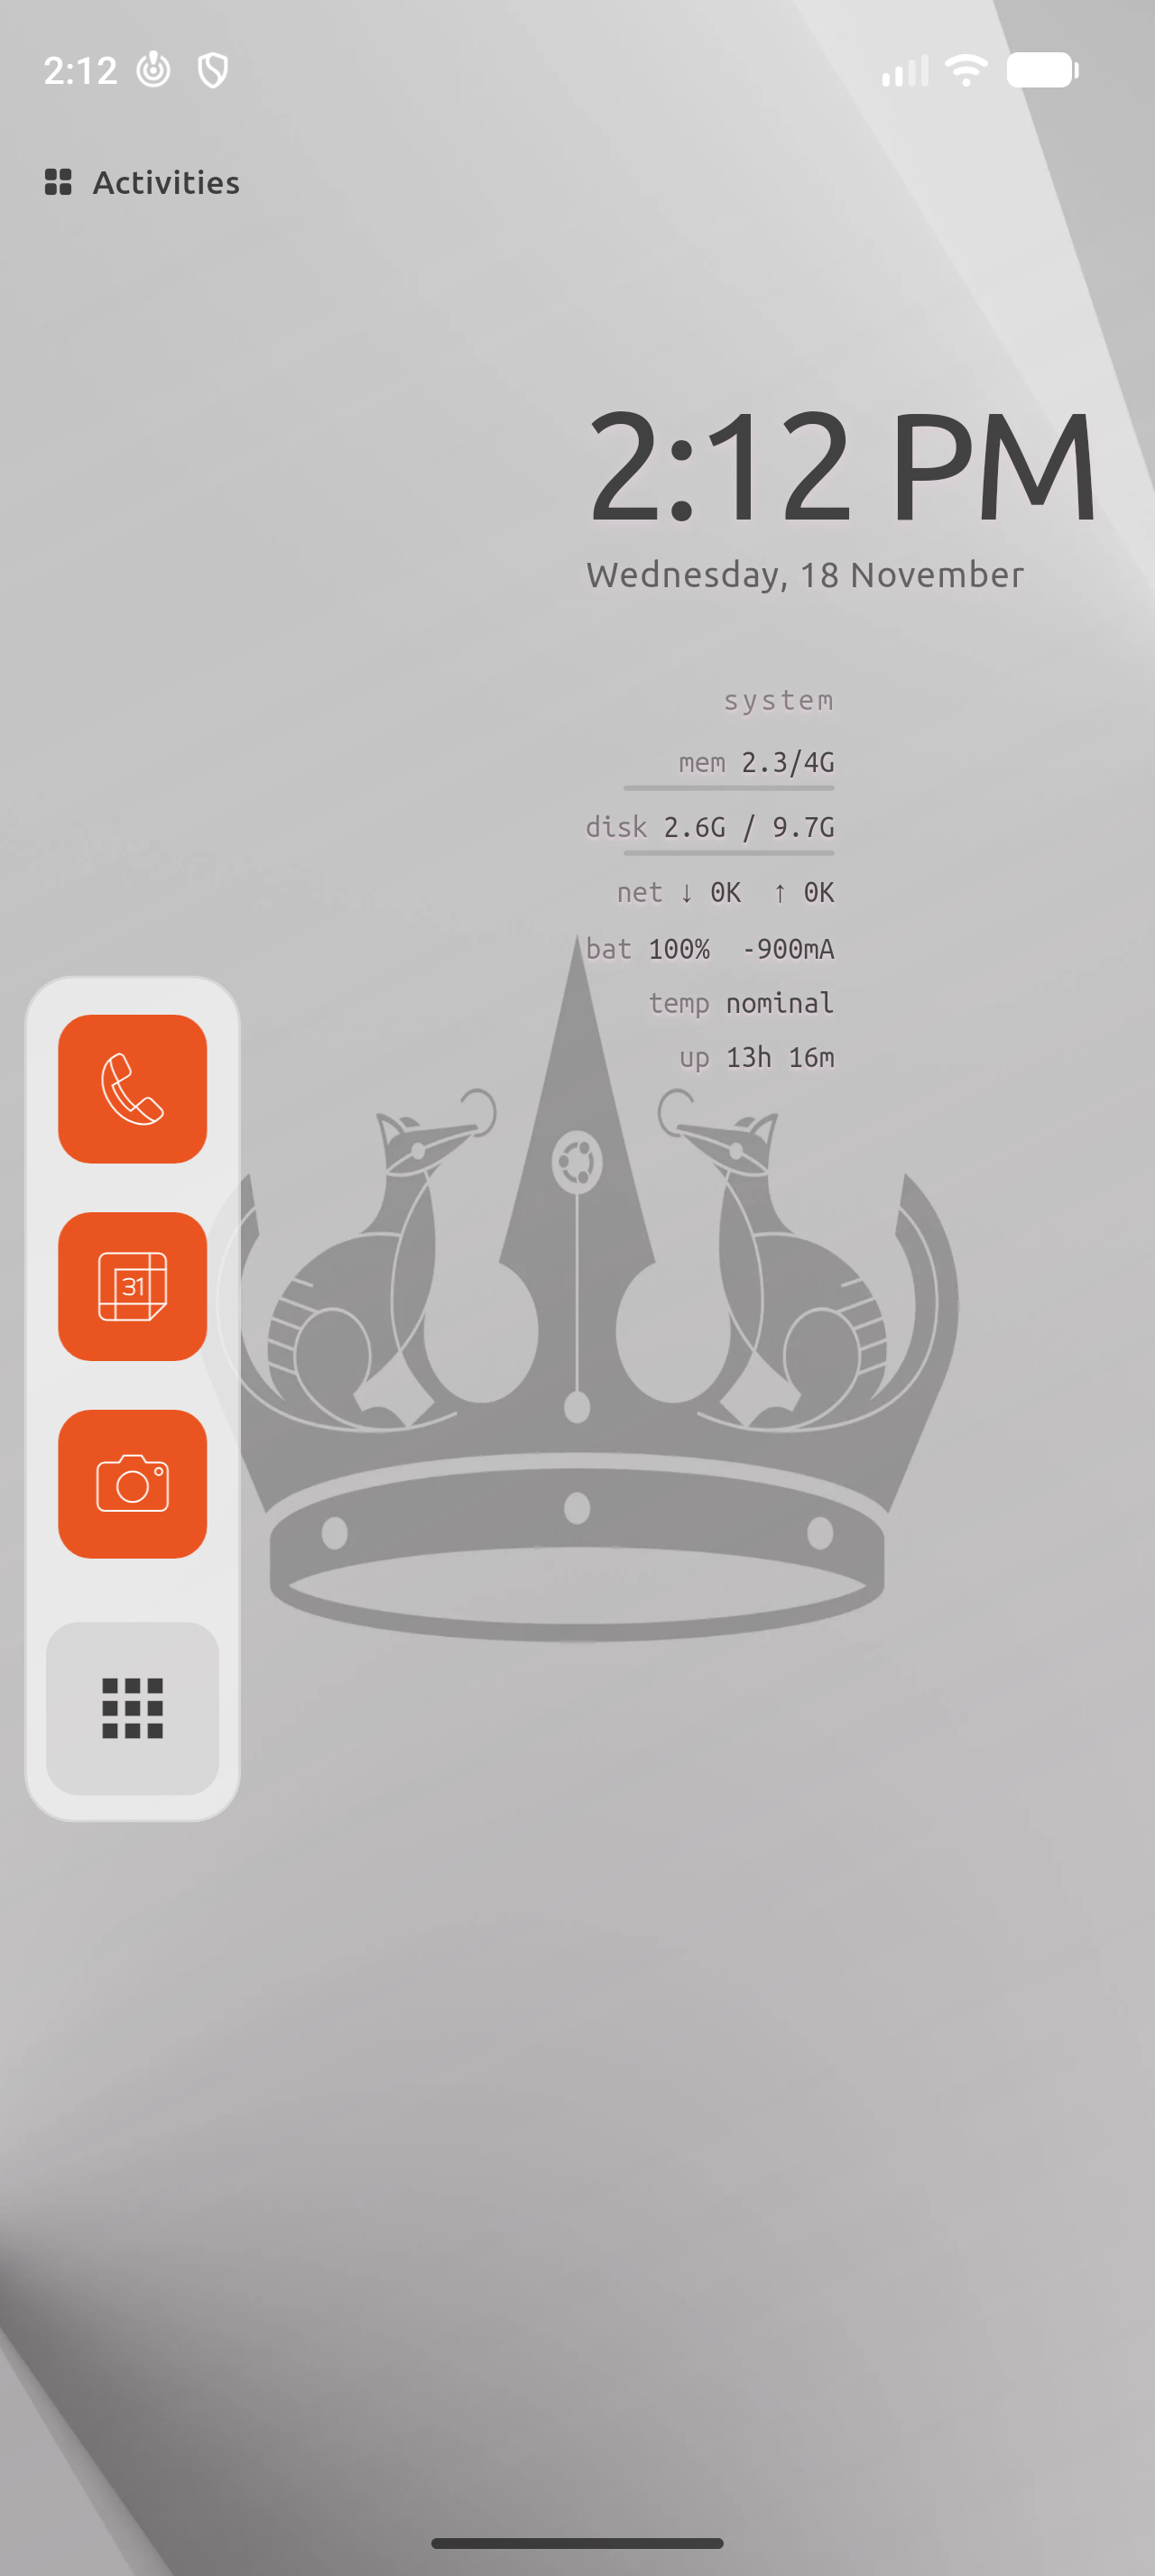 2:12
Activities
2:12 PM
Wednesday, 18 November
system
mem 2.3/4G
disk 2.6G / 9.7G
net ↓ 0K ↑ 0K
bat 100% -900mA
temp nominal
up 13h 16m
31